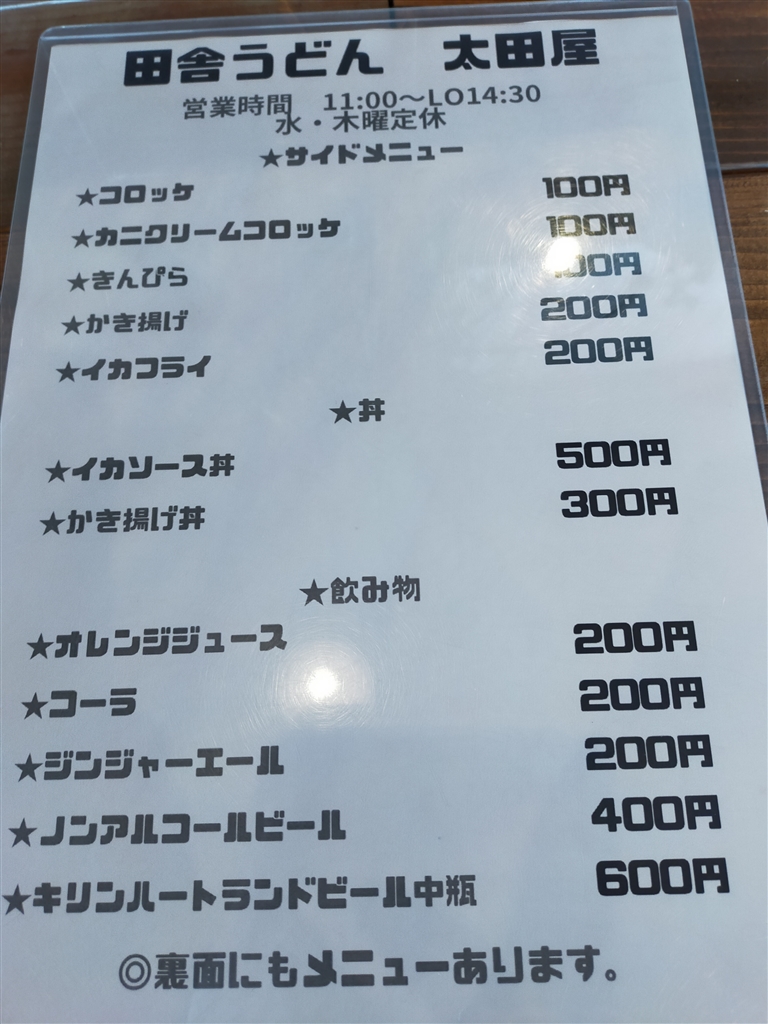 田舎うどん　太田屋
営業時間　11:00～LO14:30
水・木曜定休
★サイドメニュー
★コロッケ 100円
★カニクリームコロッケ 100円
★きんぴら 100円
★かき揚げ 200円
★イカフライ 200円
★丼
★イカソース丼 500円
★かき揚げ丼 300円
★飲み物
★オレンジジュース 200円
★コーラ 200円
★ジンジャーエール 200円
★ノンアルコールビール 400円
★キリンハートランドビール中瓶 600円
◎裏面にもメニューあります。